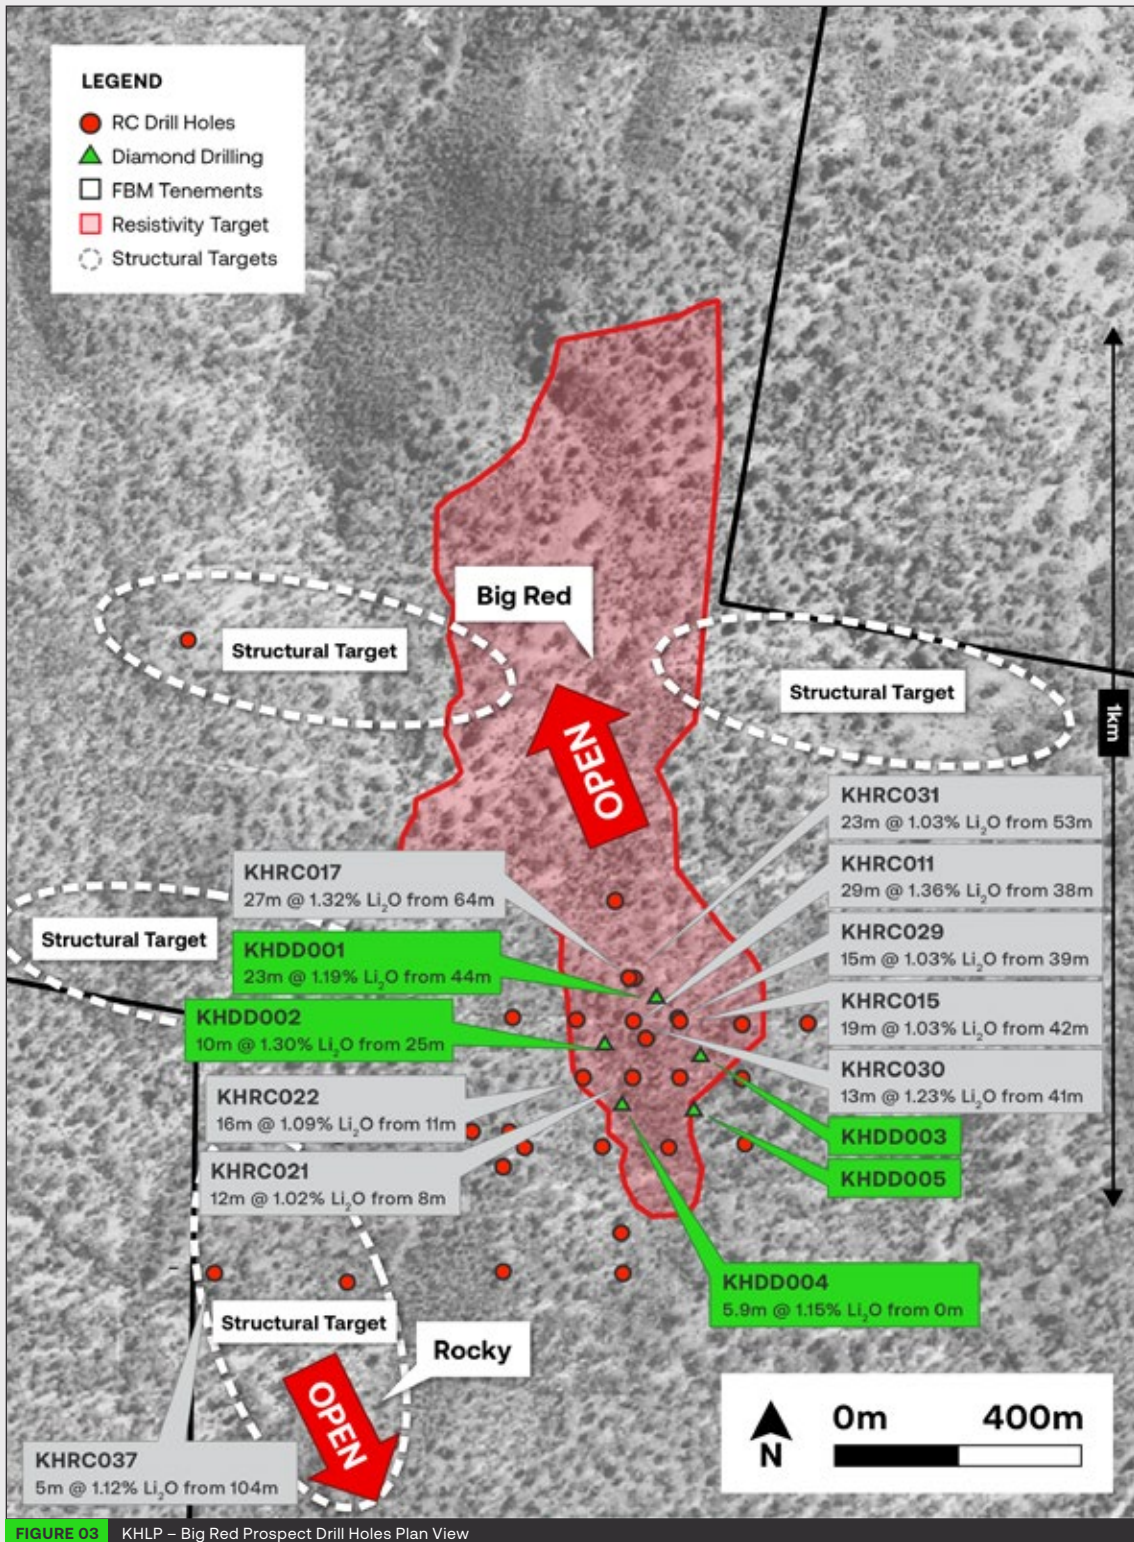 LEGEND
RC Drill Holes
Diamond Drilling
FBM Tenements
Resistivity Target
Structural Targets
Big Red
Structural Target
Structural Target
1km
OPEN
KHRC031
23m @ 1.03% Li₂O from 53m
KHRC017
27m @ 1.32% Li₂O from 64m
KHRC011
29m @ 1.36% Li₂O from 38m
Structural Target
KHDD001
23m @ 1.19% Li₂O from 44m
KHRC029
15m @ 1.03% Li₂O from 39m
KHDD002
10m @ 1.30% Li₂O from 25m
KHRC015
19m @ 1.03% Li₂O from 42m
KHRC022
16m @ 1.09% Li₂O from 11m
KHRC030
13m @ 1.23% Li₂O from 41m
KHRC021
12m @ 1.02% Li₂O from 8m
KHDD003
KHDD005
KHDD004
5.9m @ 1.15% Li₂O from 0m
Structural Target
Rocky
OPEN
KHRC037
5m @ 1.12% Li₂O from 104m
N
0m 400m
FIGURE 03 KHLP – Big Red Prospect Drill Holes Plan View